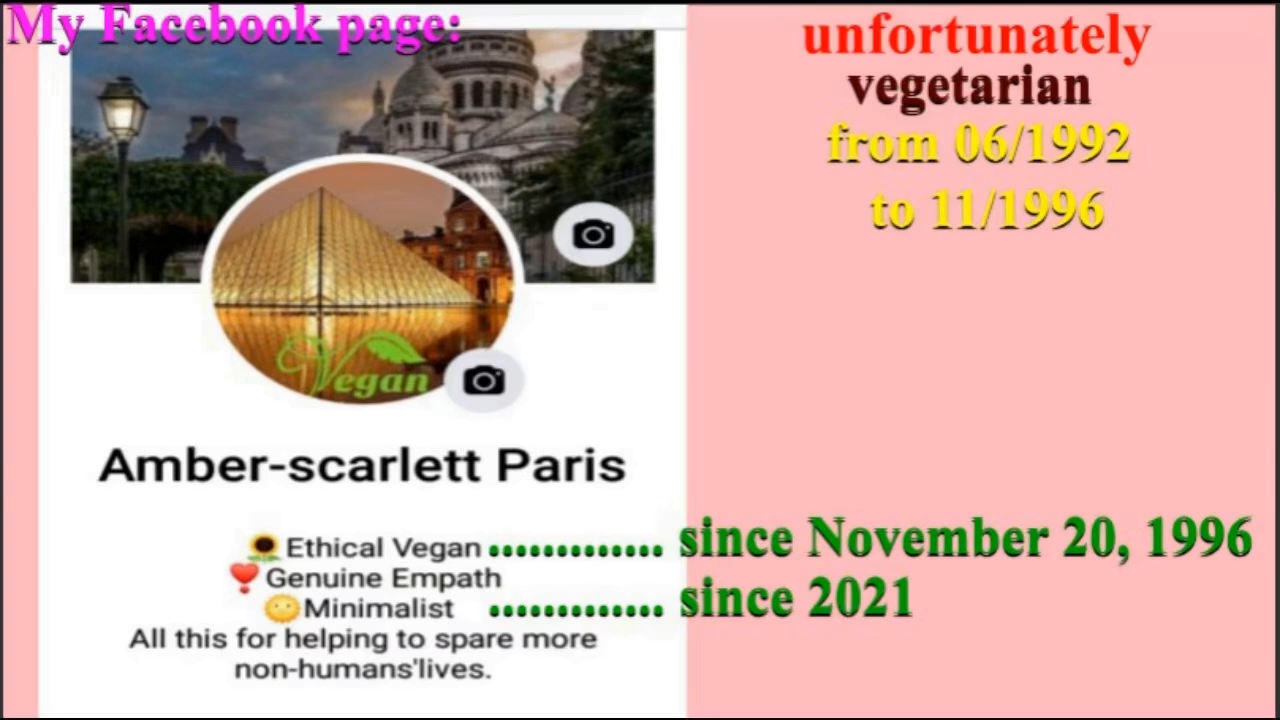 My Facebook page:
unfortunately
vegetarian
from 06/1992
to 11/1996
Vegan
Amber-scarlett Paris
Ethical Vegan ............. since November 20, 1996
Genuine Empath
Minimalist ............. since 2021
All this for helping to spare more
non-humans'lives.